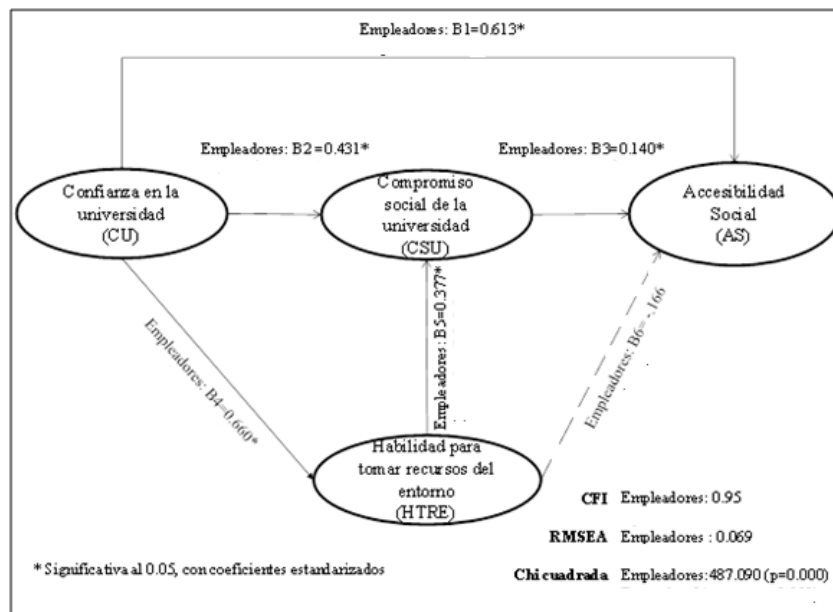 Empleadores: B1=0.613*
Empleadores: B2=0.431*
Empleadores: B3=0.140*
Confianza en la
universidad
(CU)
Compromiso
social de la
universidad
(CSU)
Accesibilidad
Social
(AS)
Empleadores: B4=0.660*
Empleadores: B5=0.377*
Empleadores: B6= -,166
Habilidad para
tomar recursos del
entorno
(HTRE)
CFI Empleadores: 0.95
RMSEA Empleadores : 0.069
Chi cuadrada Empleadores: 487.090 (p=0.000)
* Significativa al 0.05, con coeficientes estandarizados